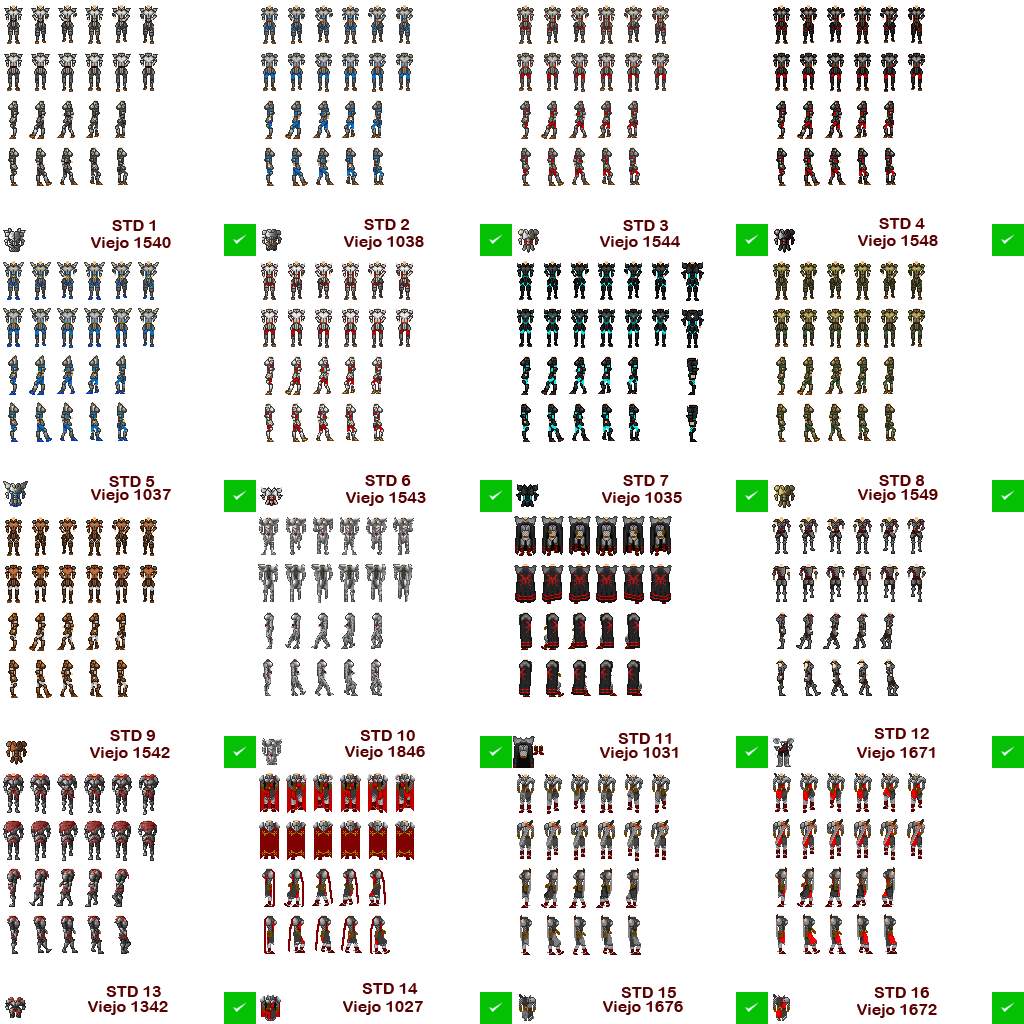 STD 1
Viejo 1540
STD 2
Viejo 1038
STD 3
Viejo 1544
STD 4
Viejo 1548
STD 5
Viejo 1037
STD 6
Viejo 1543
STD 7
Viejo 1035
STD 8
Viejo 1549
STD 9
Viejo 1542
STD 10
Viejo 1846
STD 11
Viejo 1031
STD 12
Viejo 1671
STD 13
Viejo 1342
STD 14
Viejo 1027
STD 15
Viejo 1676
STD 16
Viejo 1672